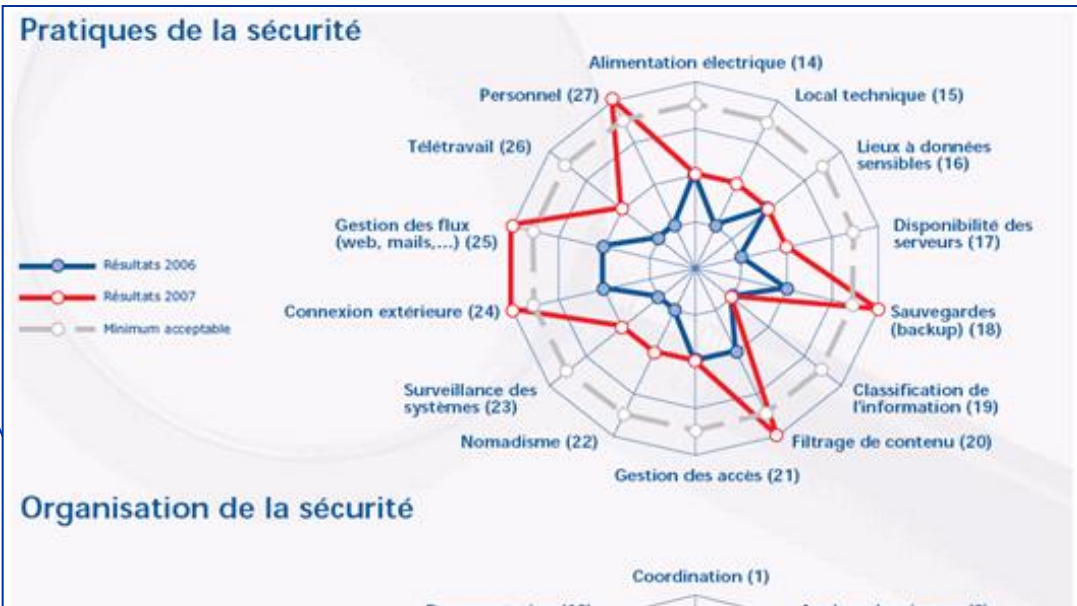 Pratiques de la sécurité
Alimentation électrique (14)
Personnel (27)
Local technique (15)
Télétravail (26)
Lieux à données
sensibles (16)
Gestion des flux
(web, mails,...) (25)
Disponibilité des
serveurs (17)
Résultats 2006
Résultats 2007
Minimum acceptable
Connexion extérieure (24)
Sauvegardes
(backup) (18)
Surveillance des
systèmes (23)
Classification de
l'information (19)
Nomadisme (22)
Filtrage de contenu (20)
Gestion des accès (21)
Organisation de la sécurité
Coordination (1)